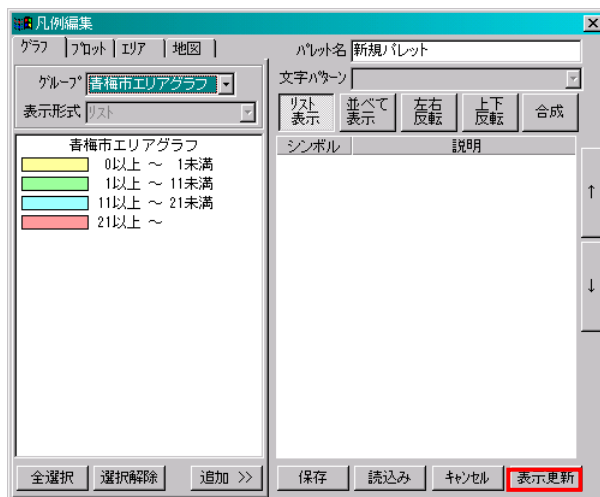 凡例編集
グラフ プロット エリア 地図
グループ 青梅市エリアグラフ
表示形式 リスト
青梅市エリアグラフ
0以上 ～ 1未満
1以上 ～ 11未満
11以上 ～ 21未満
21以上 ～
全選択 選択解除 追加 >>
パレット名 新規パレット
文字パターン
リスト表示 並べて表示 左右反転 上下反転 合成
シンボル 説明
↑
↓
保存 読込み キャンセル 表示更新